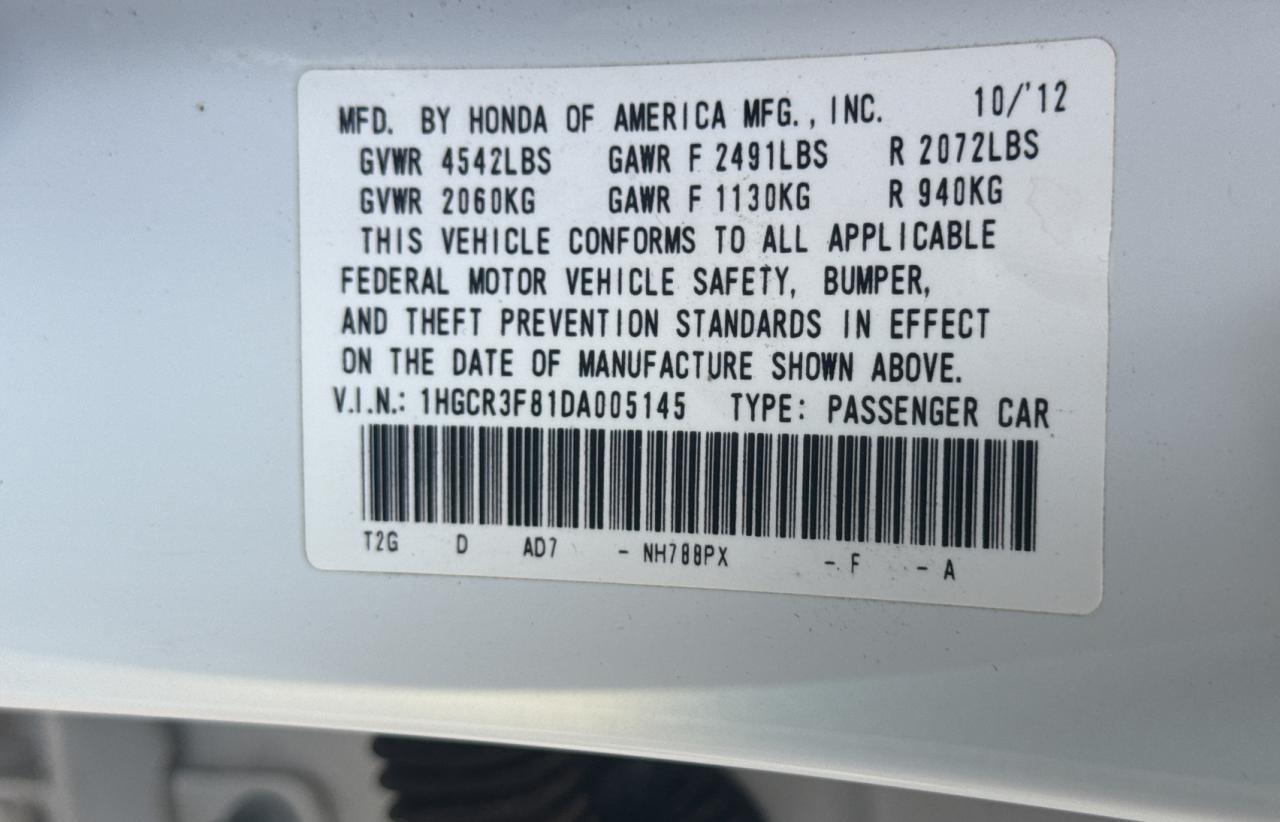 MFD. BY HONDA OF AMERICA MFG., INC. 10/'12
GVWR 4542LBS GAWR F 2491LBS R 2072LBS
GVWR 2060KG GAWR F 1130KG R 940KG
THIS VEHICLE CONFORMS TO ALL APPLICABLE
FEDERAL MOTOR VEHICLE SAFETY, BUMPER,
AND THEFT PREVENTION STANDARDS IN EFFECT
ON THE DATE OF MANUFACTURE SHOWN ABOVE.
V.I.N.: 1HGCR3F81DA005145 TYPE: PASSENGER CAR
T2G D AD7 - NH788PX - F - A